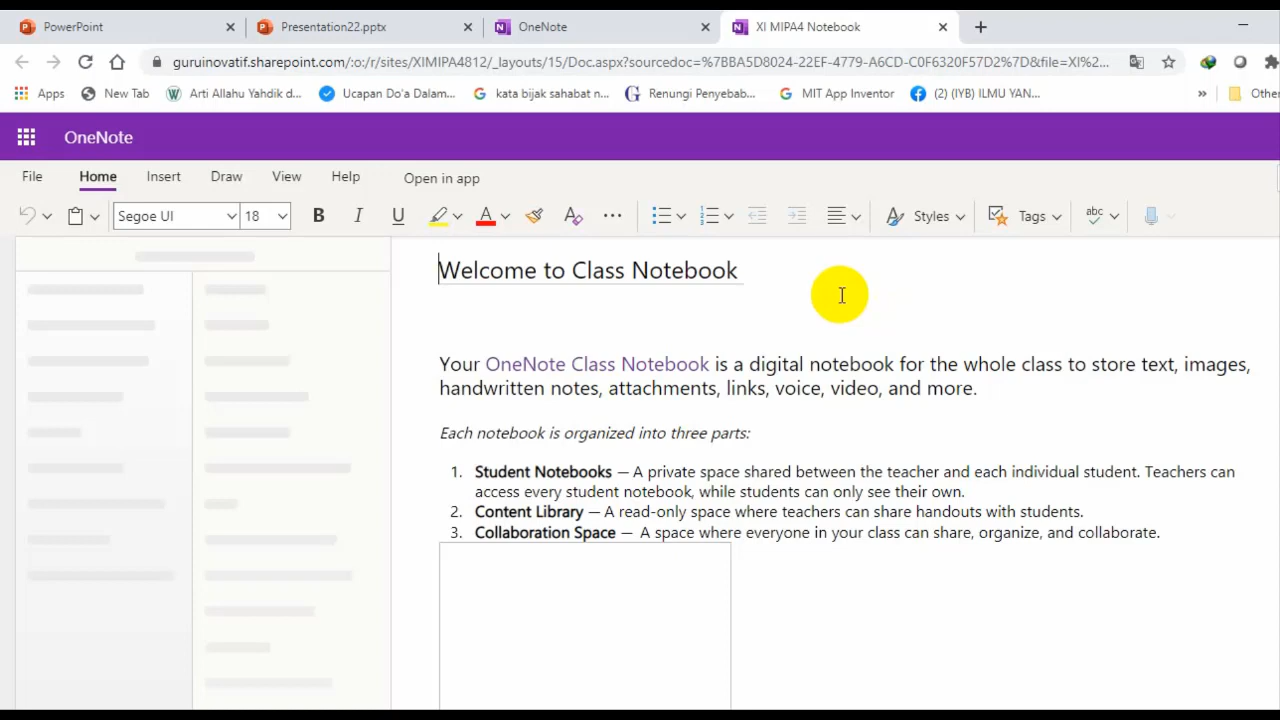 PowerPoint
Presentation22.pptx
OneNote
XI MIPA4 Notebook
guruinovatif.sharepoint.com/:o:/r/sites/XIMIPA4812/_layouts/15/Doc.aspx?sourcedoc=%7BBA5D8024-22EF-4779-A6CD-C0F6320F57D2%7D&file=XI%2...
Apps
New Tab
Arti Allahu Yahdik d...
Ucapan Do'a Dalam...
kata bijak sahabat n...
Renungi Penyebab...
MIT App Inventor
(2) (IYB) ILMU YAN...
»
Other
OneNote
File
Home
Insert
Draw
View
Help
Open in app
Segoe UI
18
B
I
U
A
Styles
Tags
abc
Welcome to Class Notebook
Your OneNote Class Notebook is a digital notebook for the whole class to store text, images,
handwritten notes, attachments, links, voice, video, and more.
Each notebook is organized into three parts:
1. Student Notebooks — A private space shared between the teacher and each individual student. Teachers can
access every student notebook, while students can only see their own.
2. Content Library — A read-only space where teachers can share handouts with students.
3. Collaboration Space — A space where everyone in your class can share, organize, and collaborate.